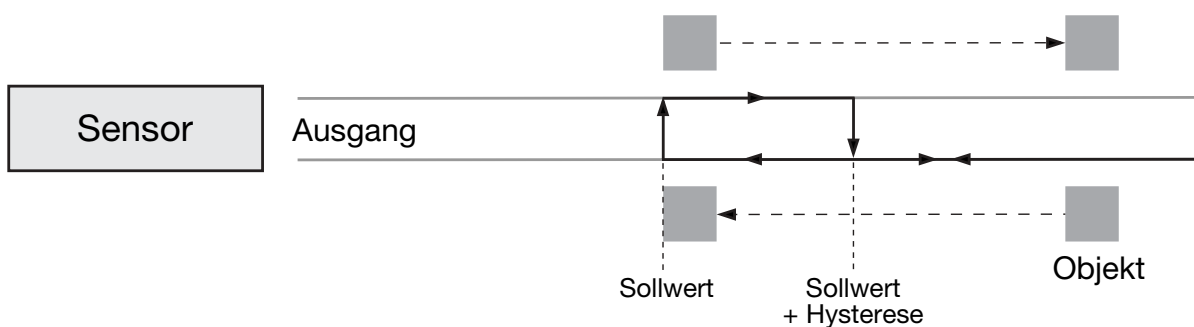 Sensor
Ausgang
Objekt
Sollwert
Sollwert
+ Hysterese